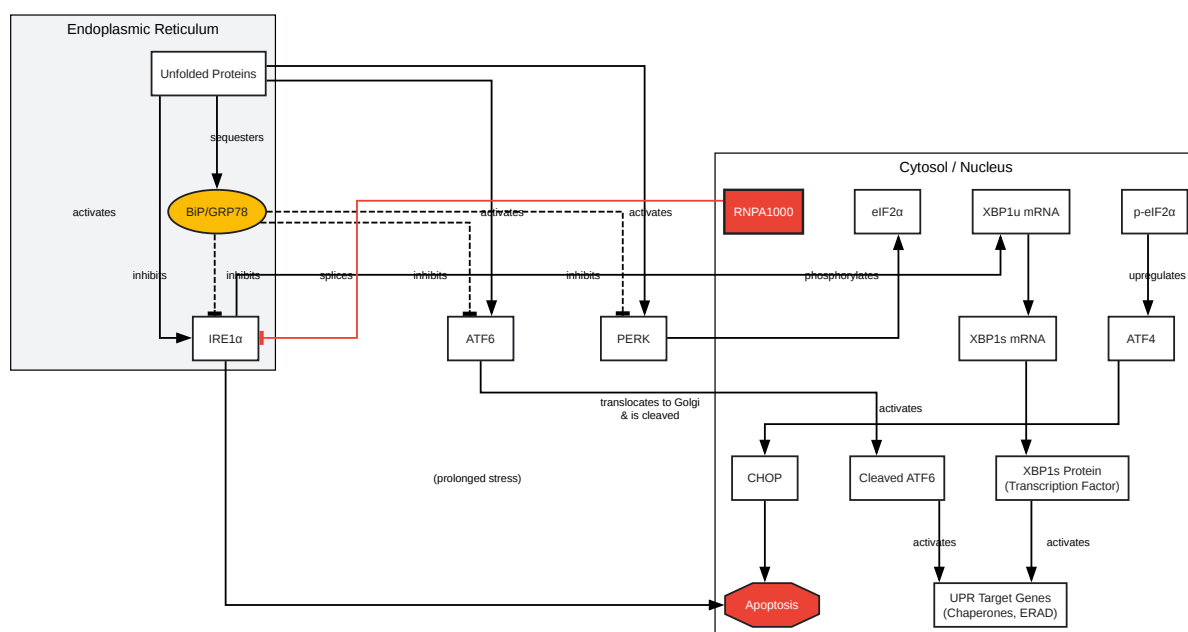 Endoplasmic Reticulum
Unfolded Proteins
sequesters
Cytosol / Nucleus
activates
BiP/GRP78
activates
activates
RNPA1000
eIF2α
XBP1u mRNA
p-eIF2α
inhibits
inhibits
splices
inhibits
inhibits
phosphorylates
upregulates
IRE1α
ATF6
PERK
XBP1s mRNA
ATF4
translocates to Golgi
& is cleaved
activates
(prolonged stress)
CHOP
Cleaved ATF6
XBP1s Protein
(Transcription Factor)
activates
activates
Apoptosis
UPR Target Genes
(Chaperones, ERAD)